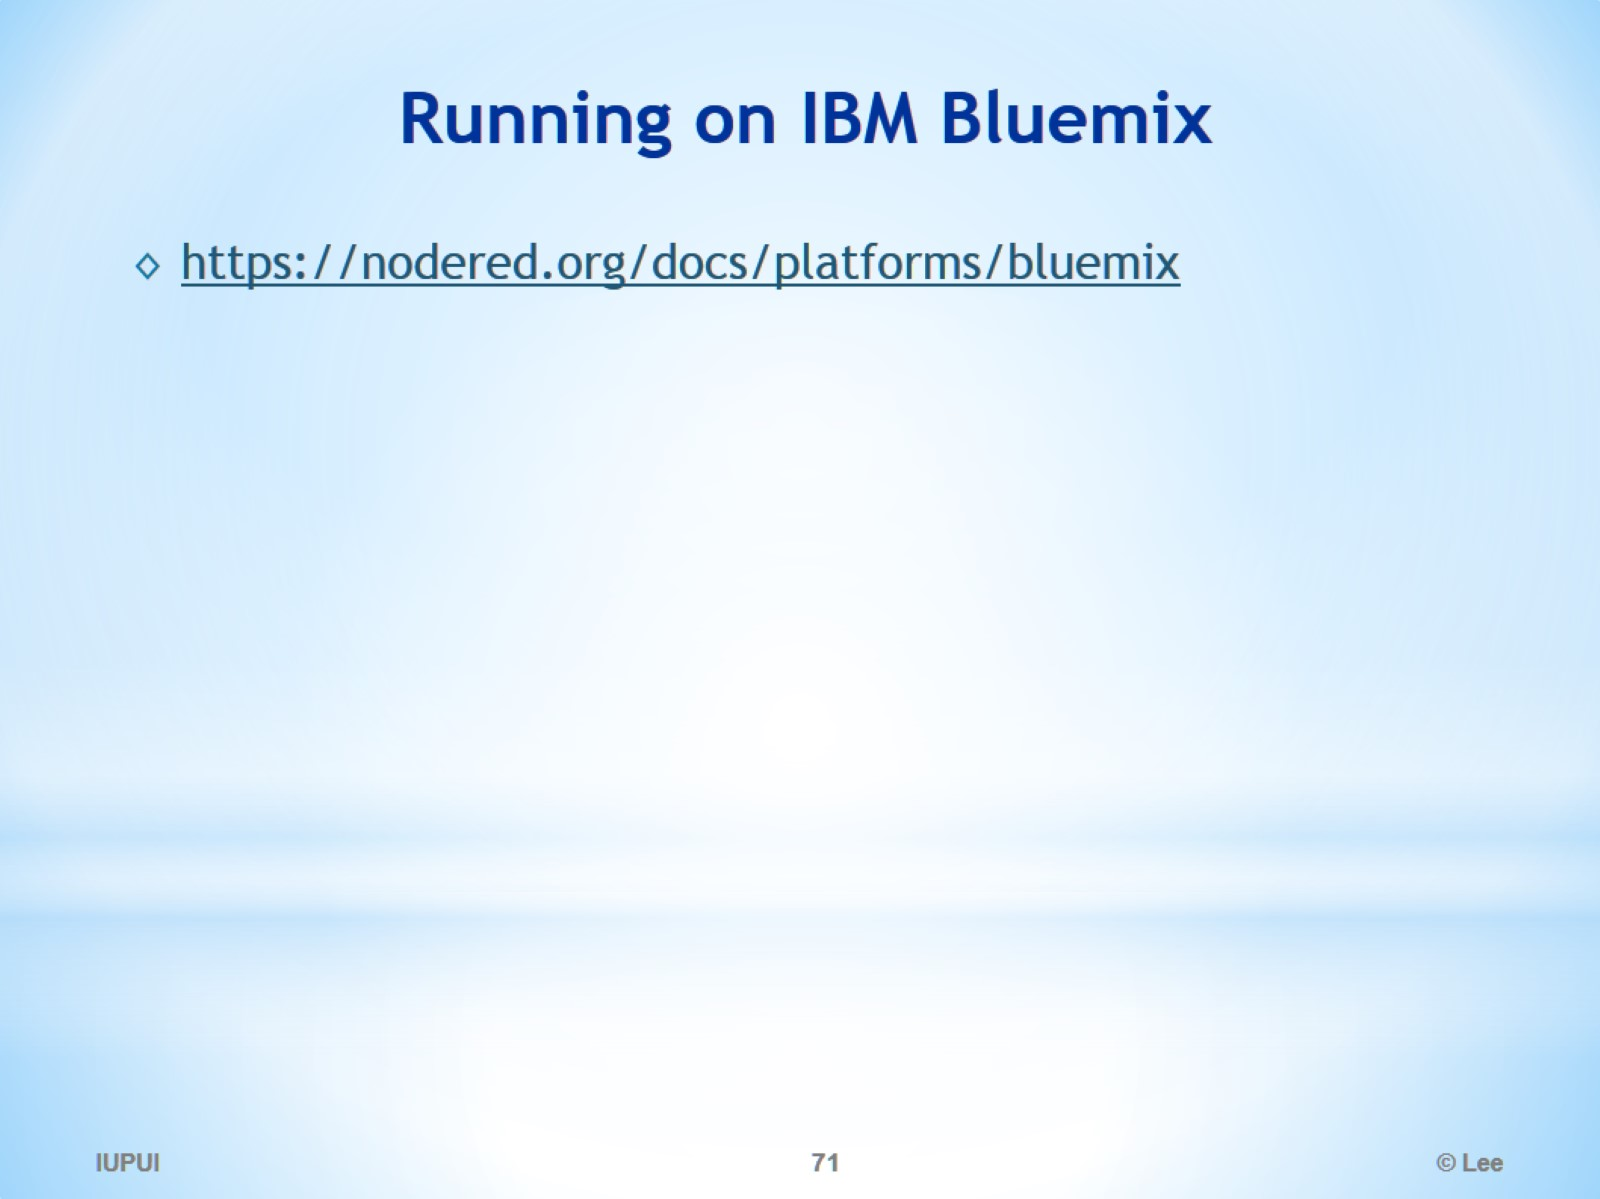 Running on IBM Bluemix
◇ https://nodered.org/docs/platforms/bluemix
IUPUI 71 © Lee